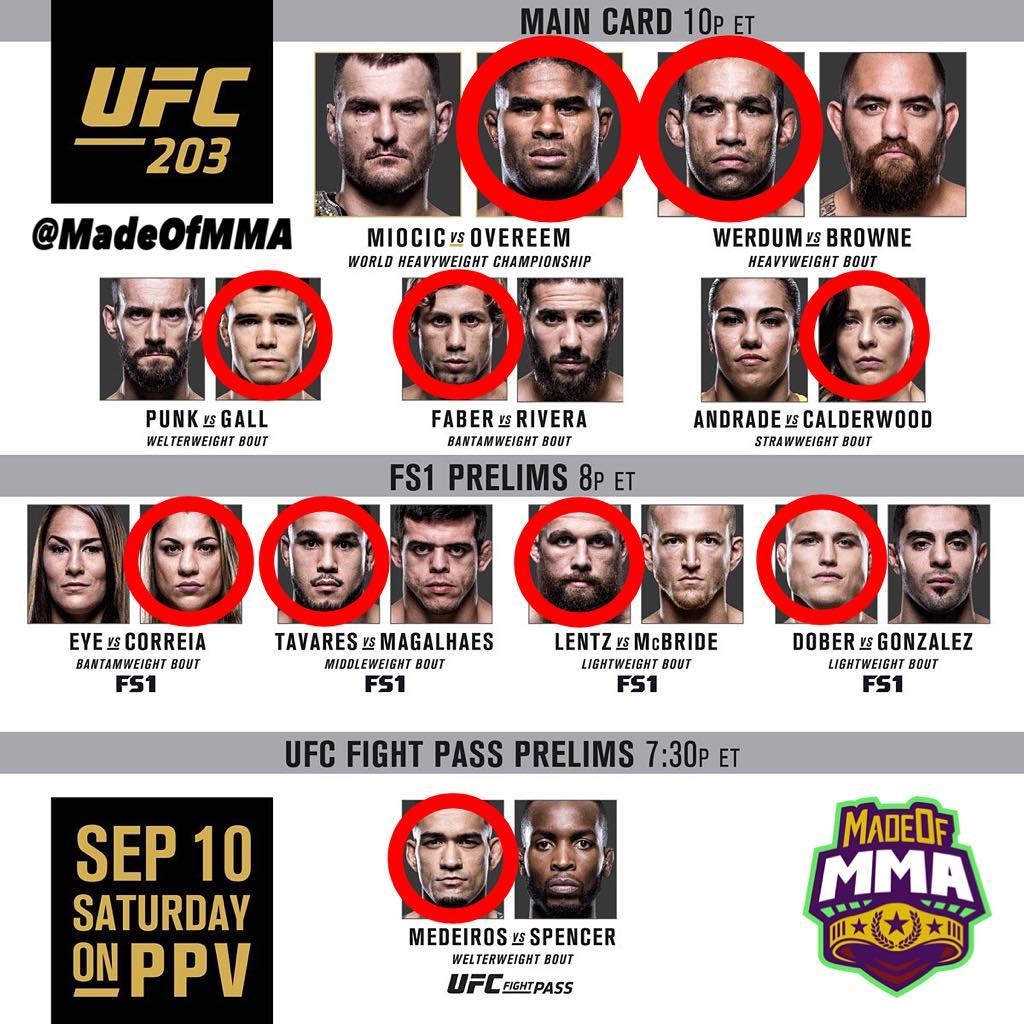 MAIN CARD 10P ET
UFC
203
@MadeOfMMA
MIOCIC VS OVEREEM
WORLD HEAVYWEIGHT CHAMPIONSHIP
WERDUM VS BROWNE
HEAVYWEIGHT BOUT
PUNK VS GALL
WELTERWEIGHT BOUT
FABER VS RIVERA
BANTAMWEIGHT BOUT
ANDRADE VS CALDERWOOD
STRAWWEIGHT BOUT
FS1 PRELIMS 8P ET
EYE VS CORREIA
BANTAMWEIGHT BOUT
FS1
TAVARES VS MAGALHAES
MIDDLEWEIGHT BOUT
FS1
LENTZ VS McBRIDE
LIGHTWEIGHT BOUT
FS1
DOBER VS GONZALEZ
LIGHTWEIGHT BOUT
FS1
UFC FIGHT PASS PRELIMS 7:30P ET
SEP 10
SATURDAY
ON PPV
MEDEIROS VS SPENCER
WELTERWEIGHT BOUT
UFC FIGHT PASS
MADEOF
MMA